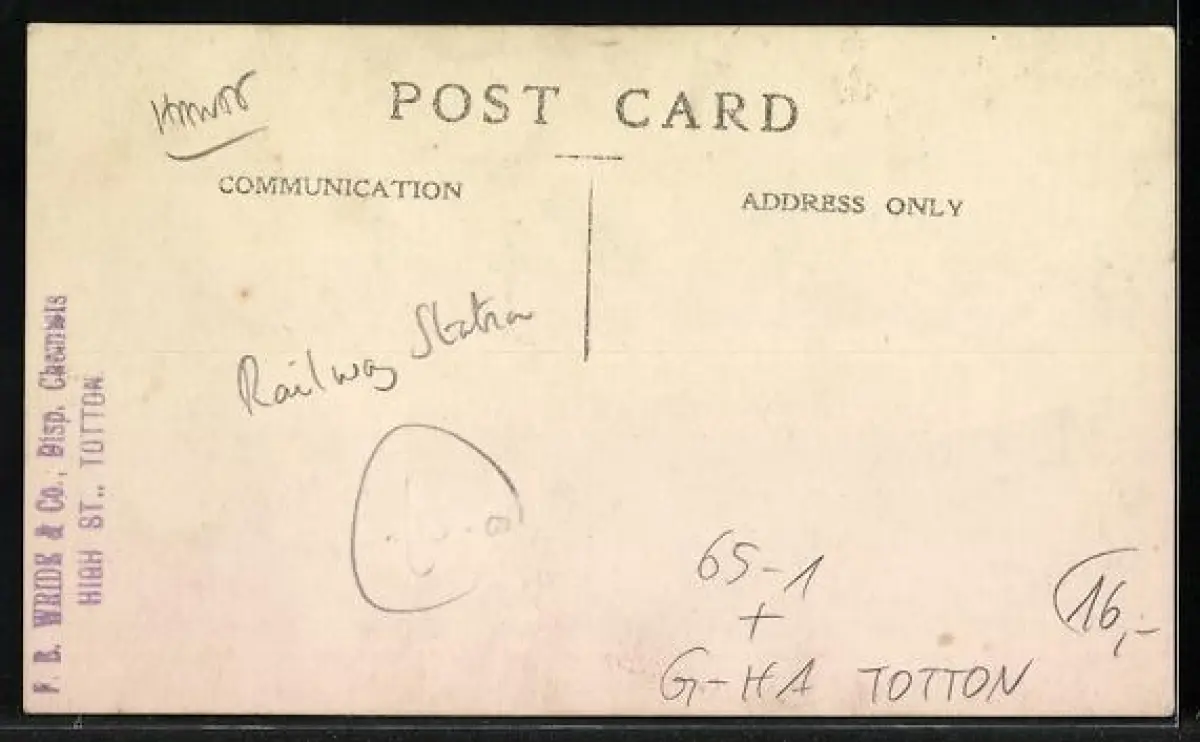 POST CARD
COMMUNICATION
ADDRESS ONLY
Railway Station
F. B. WRIDE & Co., Disp. Chemists
HIGH ST., TOTTON
65-1
+
G-HA TOTTON
16,-